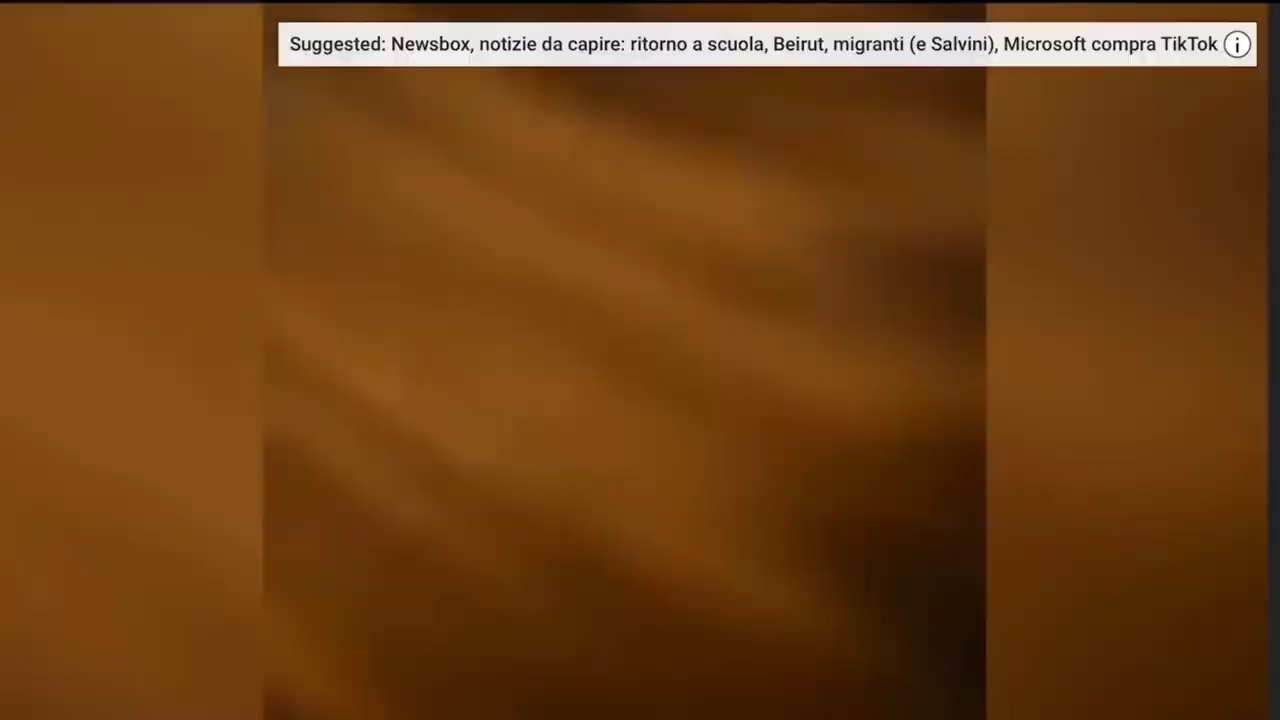 Suggested: Newsbox, notizie da capire: ritorno a scuola, Beirut, migranti (e Salvini), Microsoft compra TikTok